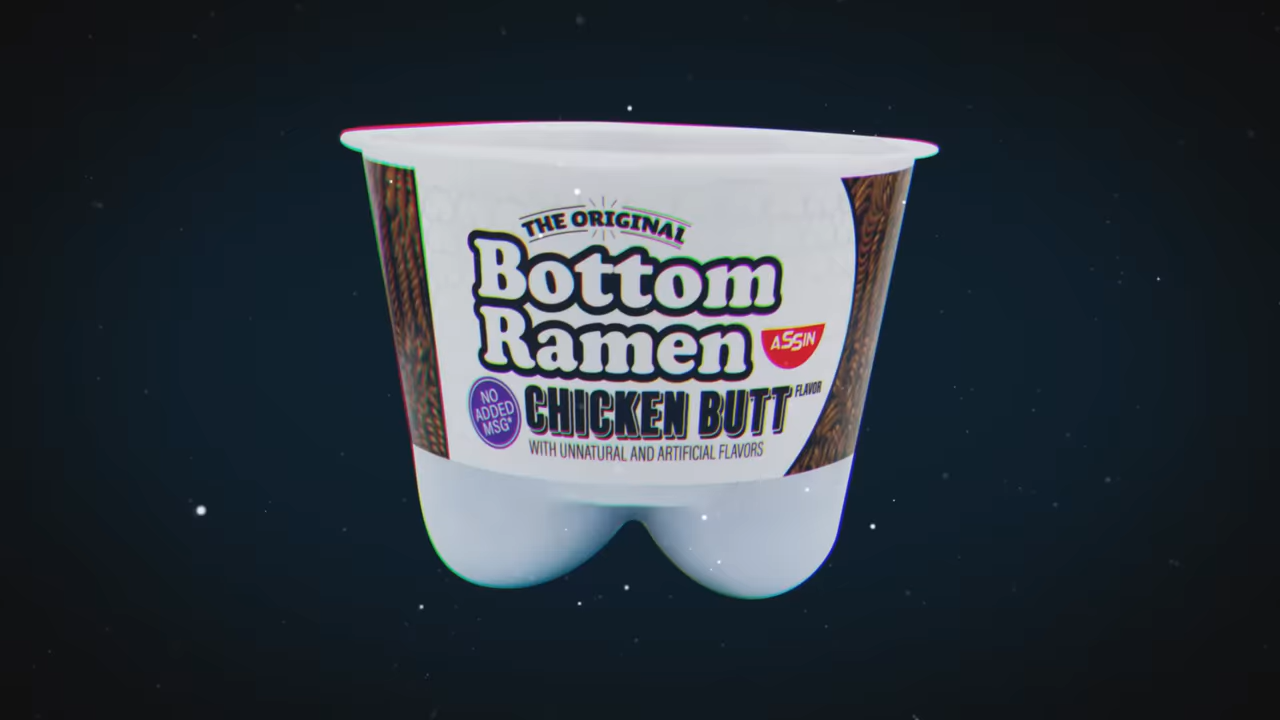 THE ORIGINAL
Bottom
Ramen
ASSIN
NO
ADDED
MSG*
CHICKEN BUTT FLAVOR
WITH UNNATURAL AND ARTIFICIAL FLAVORS